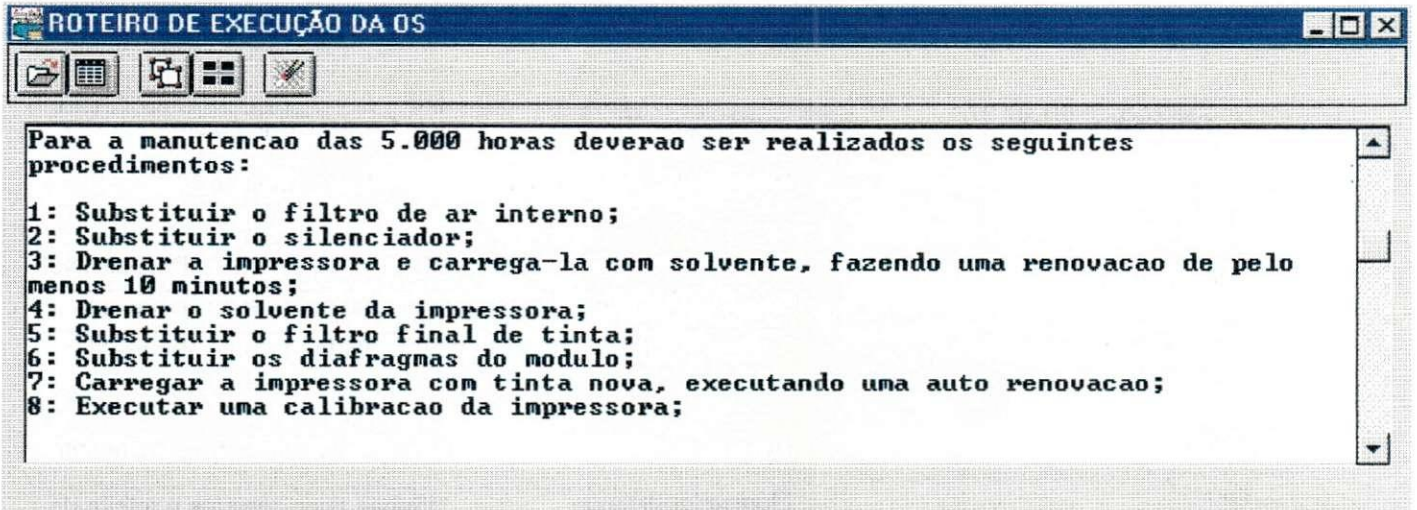 ROTEIRO DE EXECUÇÃO DA OS
Para a manutencao das 5.000 horas deverao ser realizados os seguintes
procedimentos:
1: Substituir o filtro de ar interno;
2: Substituir o silenciador;
3: Drenar a impressora e carrega-la com solvente, fazendo uma renovacao de pelo
menos 10 minutos;
4: Drenar o solvente da impressora;
5: Substituir o filtro final de tinta;
6: Substituir os diafragmas do modulo;
7: Carregar a impressora com tinta nova, executando uma auto renovacao;
8: Executar uma calibracao da impressora;